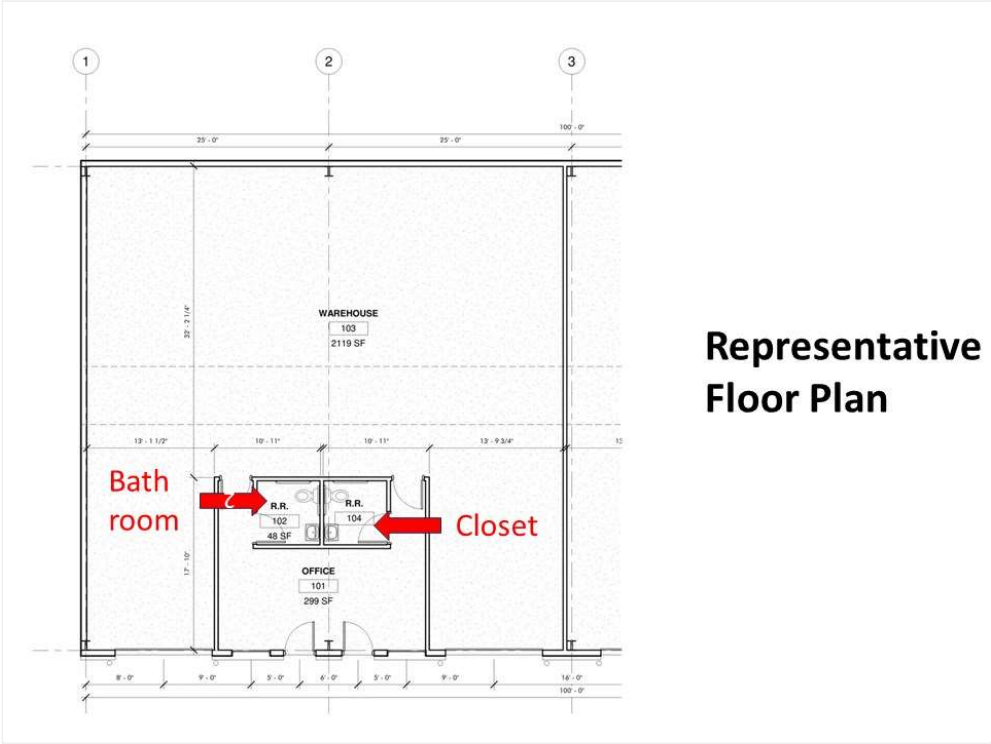 1
2
3
100' - 0"
25' - 0"
25' - 0"
32' - 2 1/4"
WAREHOUSE
103
2119 SF
Representative
Floor Plan
13' - 1 1/2"
10' - 11"
10' - 11"
13' - 9 3/4"
13
Bath
room
R.R.
102
48 SF
R.R.
104
Closet
17' - 10"
OFFICE
101
299 SF
8' - 0"
9' - 0"
5' - 0"
6' - 0"
5' - 0"
9' - 0"
16' - 0"
100' - 0"